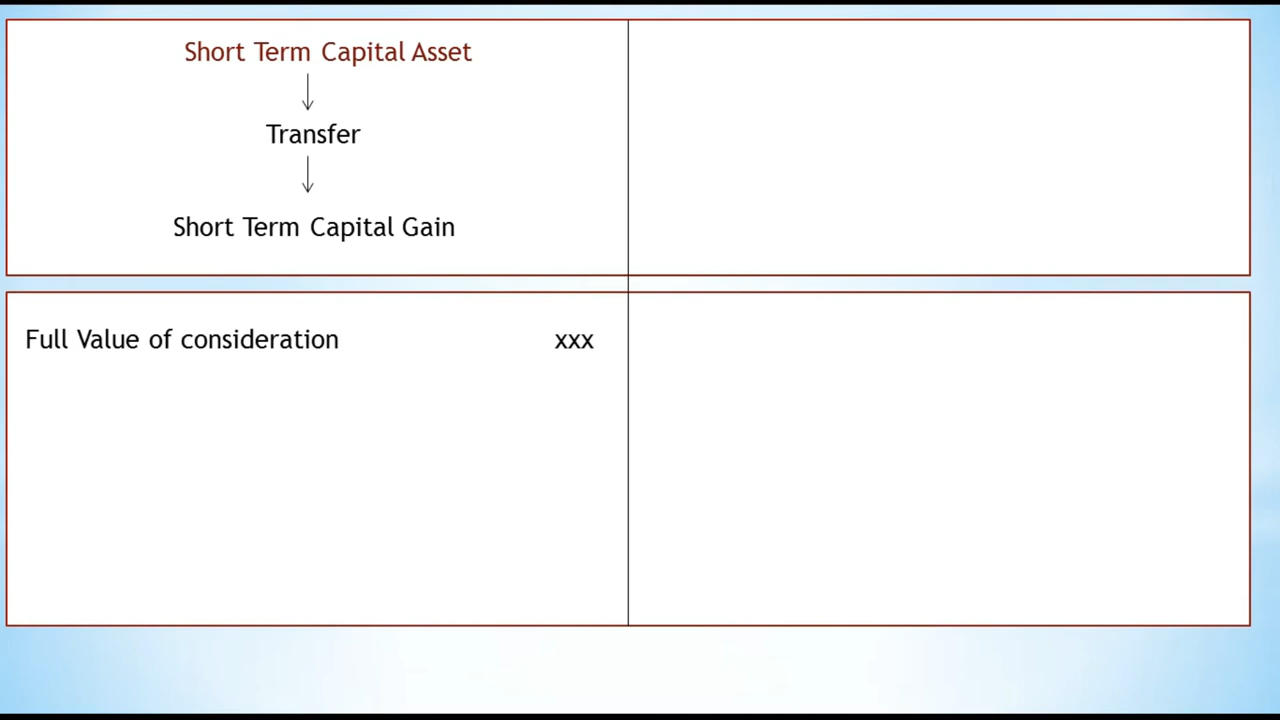 Short Term Capital Asset
Transfer
Short Term Capital Gain
Full Value of consideration xxx